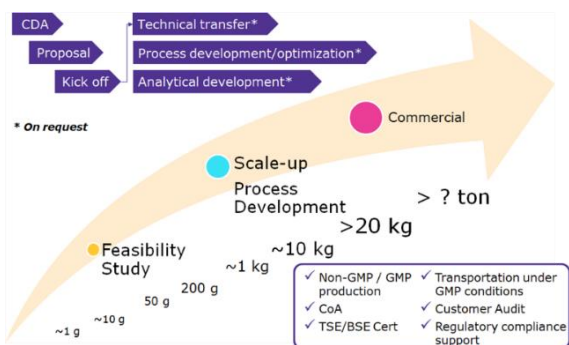 CDA
Technical transfer*
Proposal
Process development/optimization*
Kick off
Analytical development*
* On request
Commercial
Scale-up
Process
Development
Feasibility
Study
~1 g
~10 g
50 g
200 g
~1 kg
~10 kg
>20 kg
> ? ton
✓ Non-GMP / GMP
production
✓ CoA
✓ TSE/BSE Cert
✓ Transportation under
GMP conditions
✓ Customer Audit
✓ Regulatory compliance
support